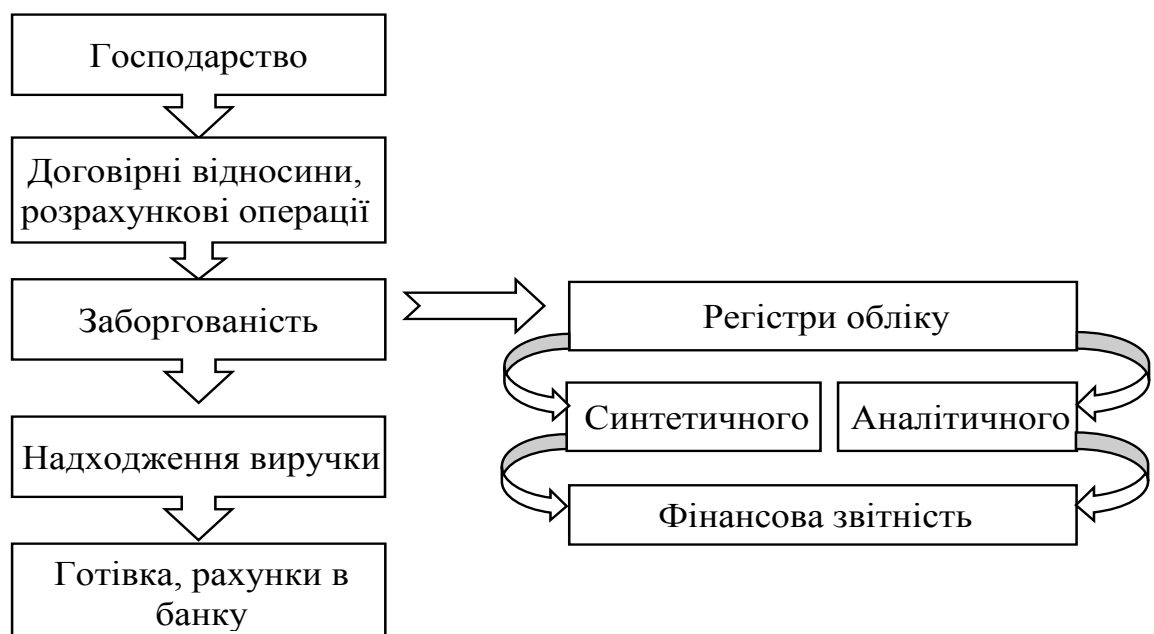 Господарство
Договірні відносини,
розрахункові операції
Заборгованість
Надходження виручки
Готівка, рахунки в
банку
Регістри обліку
Синтетичного
Аналітичного
Фінансова звітність